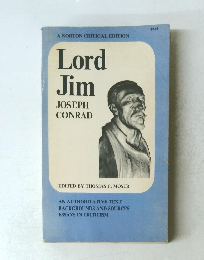 A NORTON CRITICAL EDITION
Lord
Jim
JOSEPH
CONRAD
EDITED BY THOMAS C. MOSER
AN AUTHORITATIVE TEXT
BACKGROUNDS AND SOURCES
ESSAYS IN CRITICISM